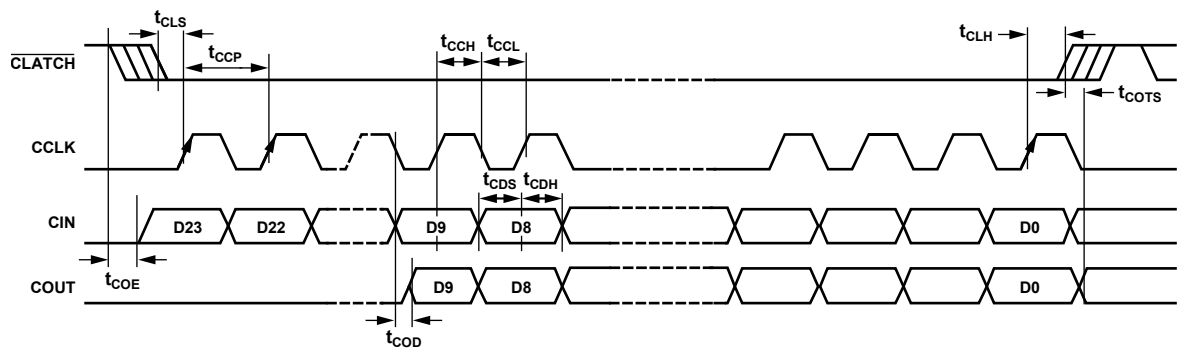 tCLS
tCCP
tCCH
tCCL
tCLH
CLATCH
tCOTS
CCLK
tCDS
tCDH
CIN
D23
D22
D9
D8
D0
tCOE
COUT
D9
D8
D0
tCOD